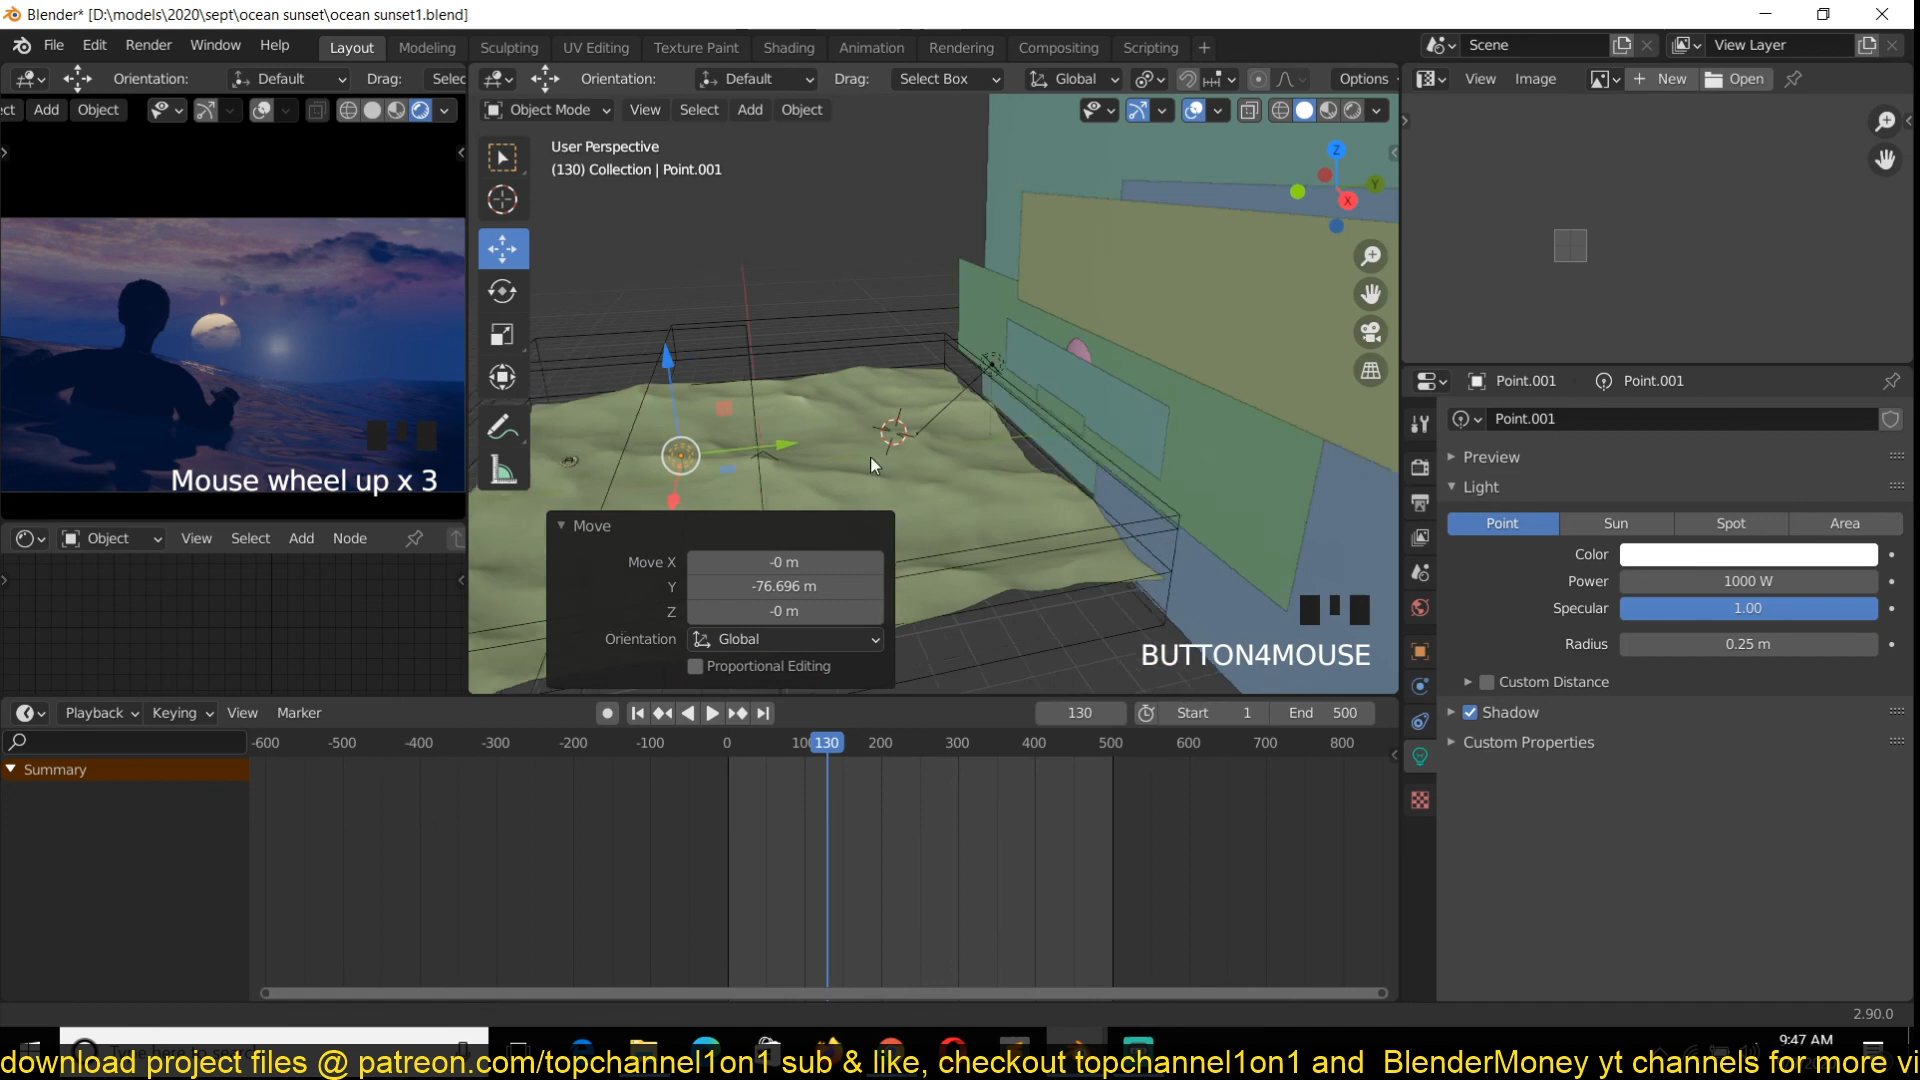 Blender* [D:\models\2020\sept\ocean sunset\ocean sunset1.blend]
File Edit Render Window Help Layout Modeling Sculpting UV Editing Texture Paint Shading Animation Rendering Compositing Scripting + Scene View Layer
Orientation: Default Drag: Selec Orientation: Default Drag: Select Box Global Options View Image New Open
ct Add Object Object Mode View Select Add Object
User Perspective
(130) Collection | Point.001
Z
Y
X
Mouse wheel up x 3
Object View Select Add Node
Move
Move X -0 m
Y -76.696 m
Z -0 m
Orientation Global
Proportional Editing
BUTTON4MOUSE
Point.001 Point.001
Point.001
Preview
Light
Point Sun Spot Area
Color
Power 1000 W
Specular 1.00
Radius 0.25 m
Custom Distance
Shadow
Custom Properties
Playback Keying View Marker 130 Start 1 End 500
-600 -500 -400 -300 -200 -100 0 100 130 200 300 400 500 600 700 800
Summary
2.90.0
9:47 AM
download project files @ patreon.com/topchannel1on1 sub & like, checkout topchannel1on1 and BlenderMoney yt channels for more vi